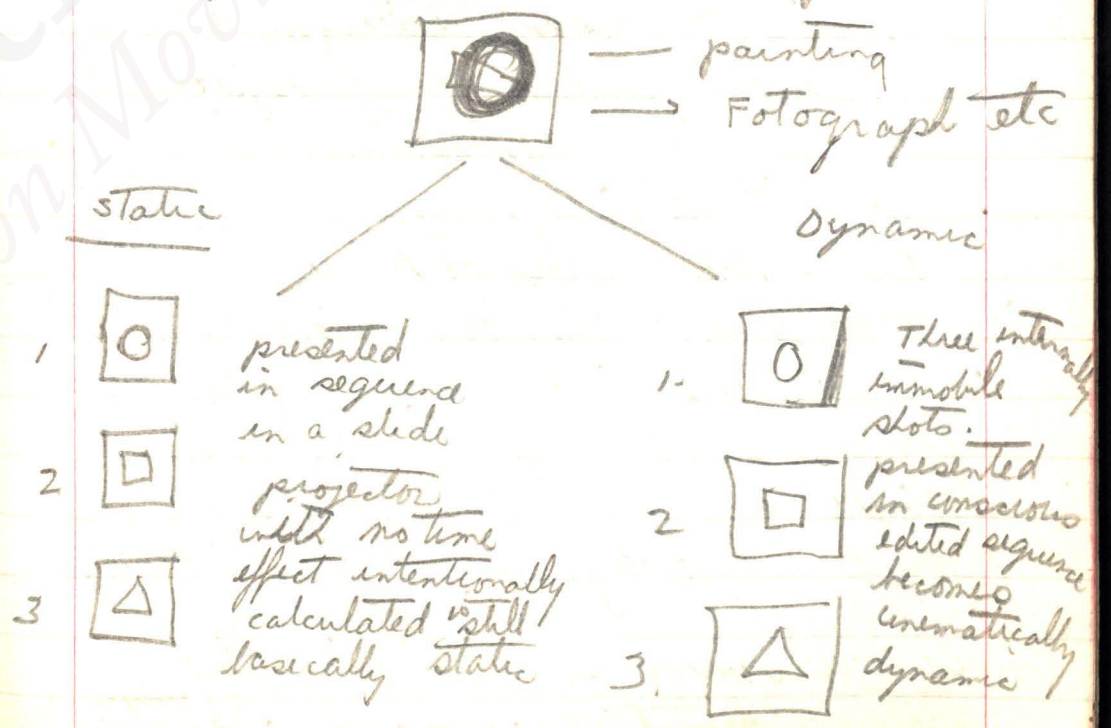 painting
Fotograph etc
static
Dynamic
1
presented
in sequence
in a slide
2
projector
with no time
effect intentionally
3
calculated is still
basically static
1.
Three internally
immobile
shots.
presented
2
in conscious
edited sequence
becomes
cinematically
3.
dynamic